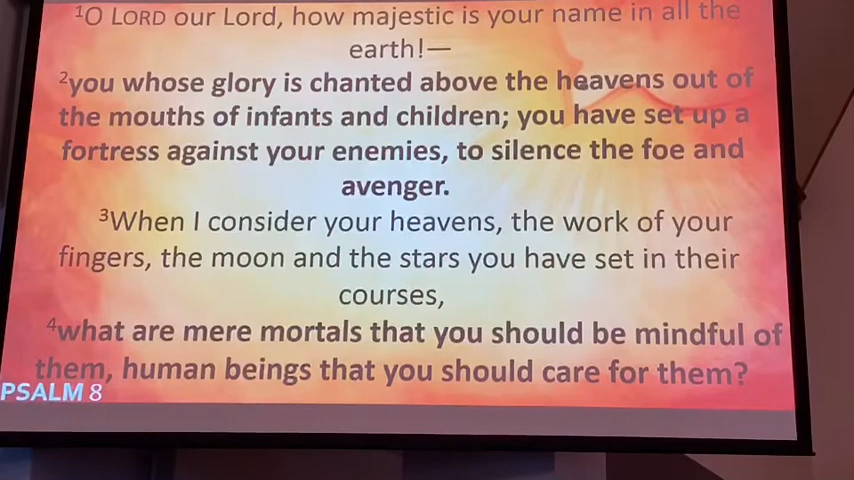 ¹O LORD our Lord, how majestic is your name in all the
earth!—
²you whose glory is chanted above the heavens out of
the mouths of infants and children; you have set up a
fortress against your enemies, to silence the foe and
avenger.
³When I consider your heavens, the work of your
fingers, the moon and the stars you have set in their
courses,
⁴what are mere mortals that you should be mindful of
them, human beings that you should care for them?
PSALM 8